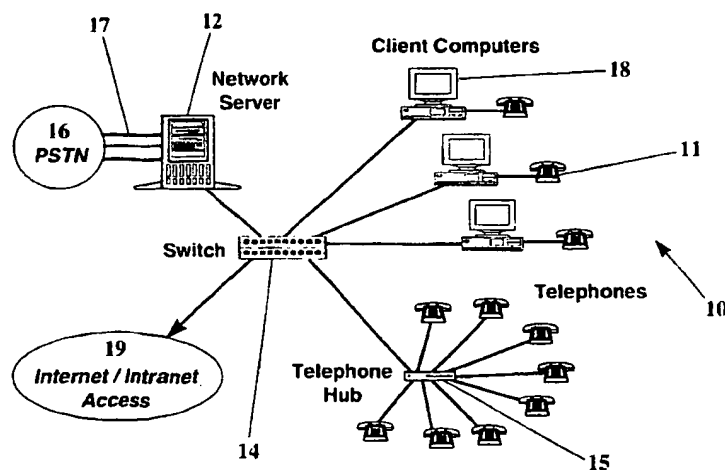 17
12
Client Computers
18
Network
Server
16
PSTN
11
Switch
Telephones
10
19
Internet / Intranet
Access
Telephone
Hub
14
15